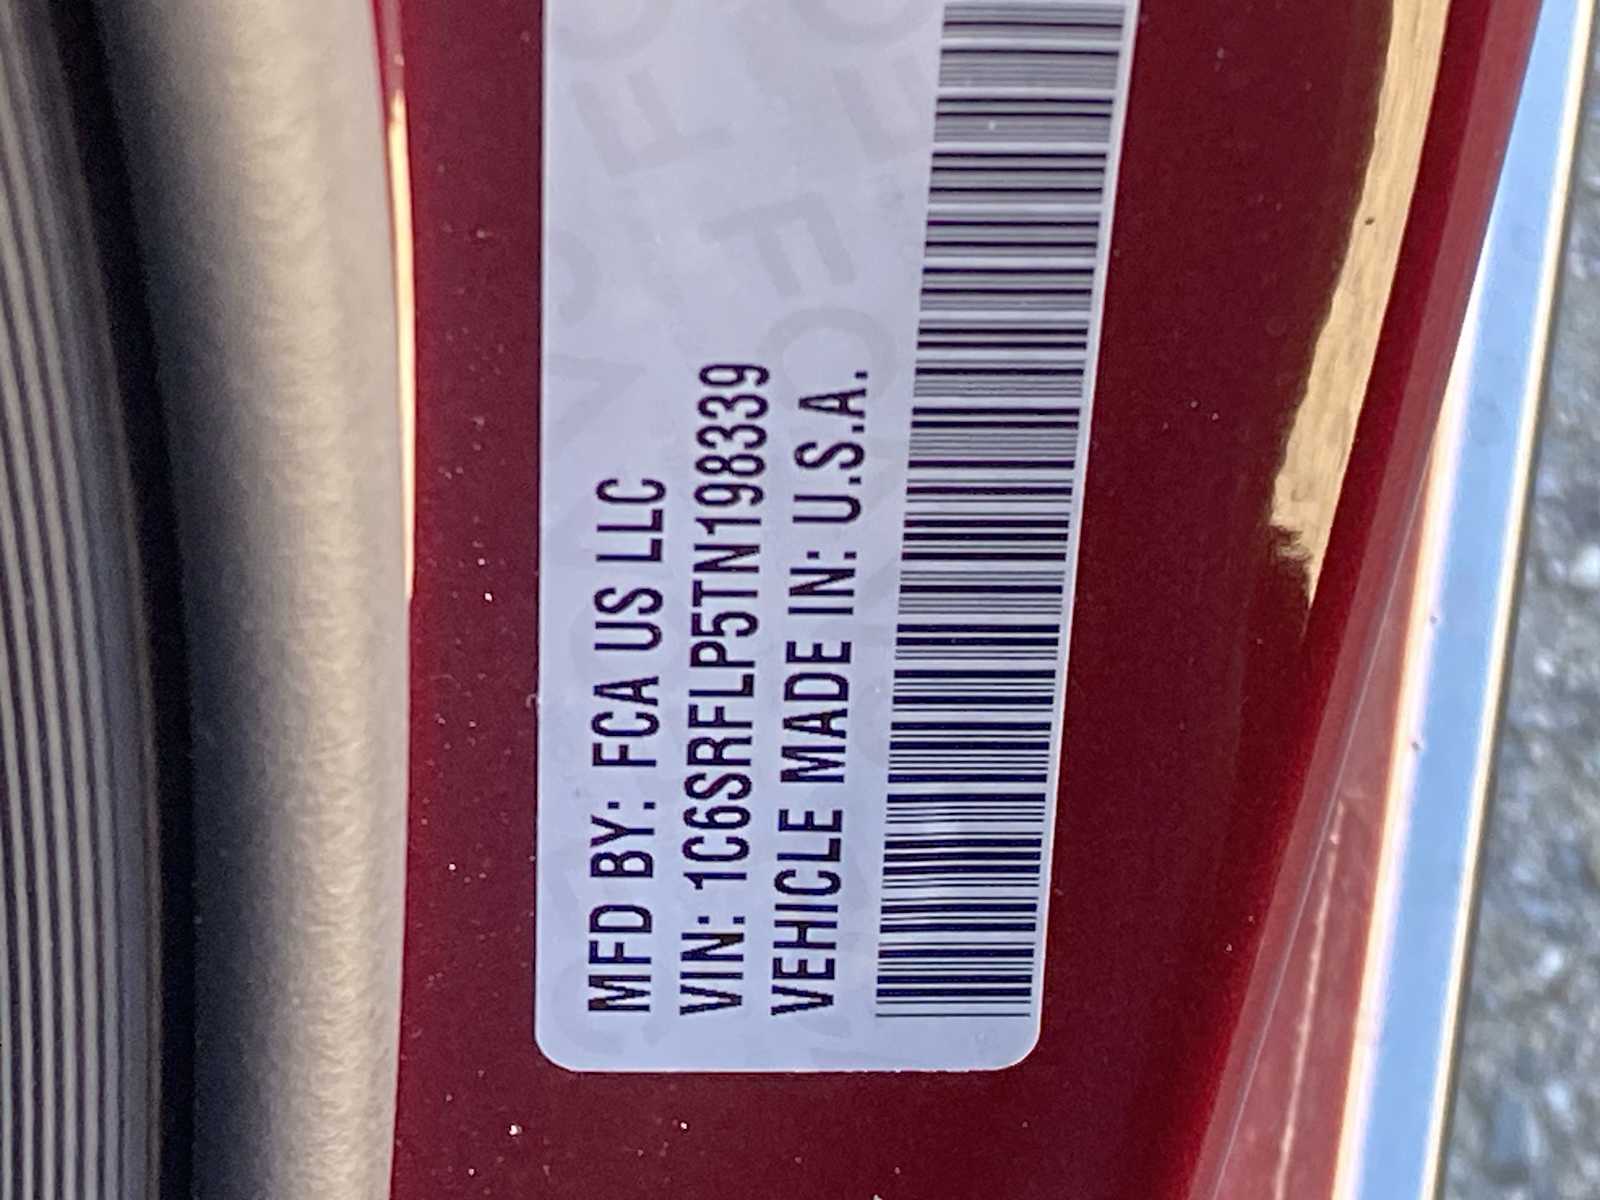 MFD BY: FCA US LLC
VIN: 1C6SRFLP5TN198339
VEHICLE MADE IN: U.S.A.